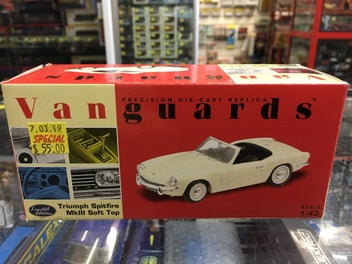 Vanguards
PRECISION DIE-CAST REPLICA
Vanguards
7.03.19
SPECIAL
$55.00
Triumph Spitfire
MkIII Soft Top
SCALE
1:43